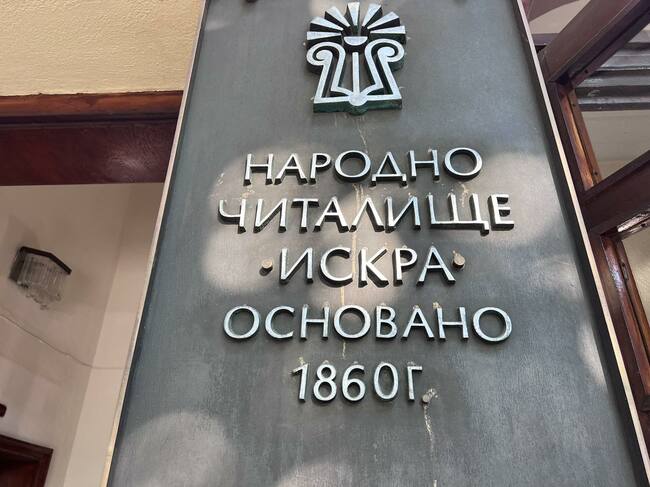 НАРОДНО
ЧИТАЛИЩЕ
·ИСКРА·
ОСНОВАНО
1860г